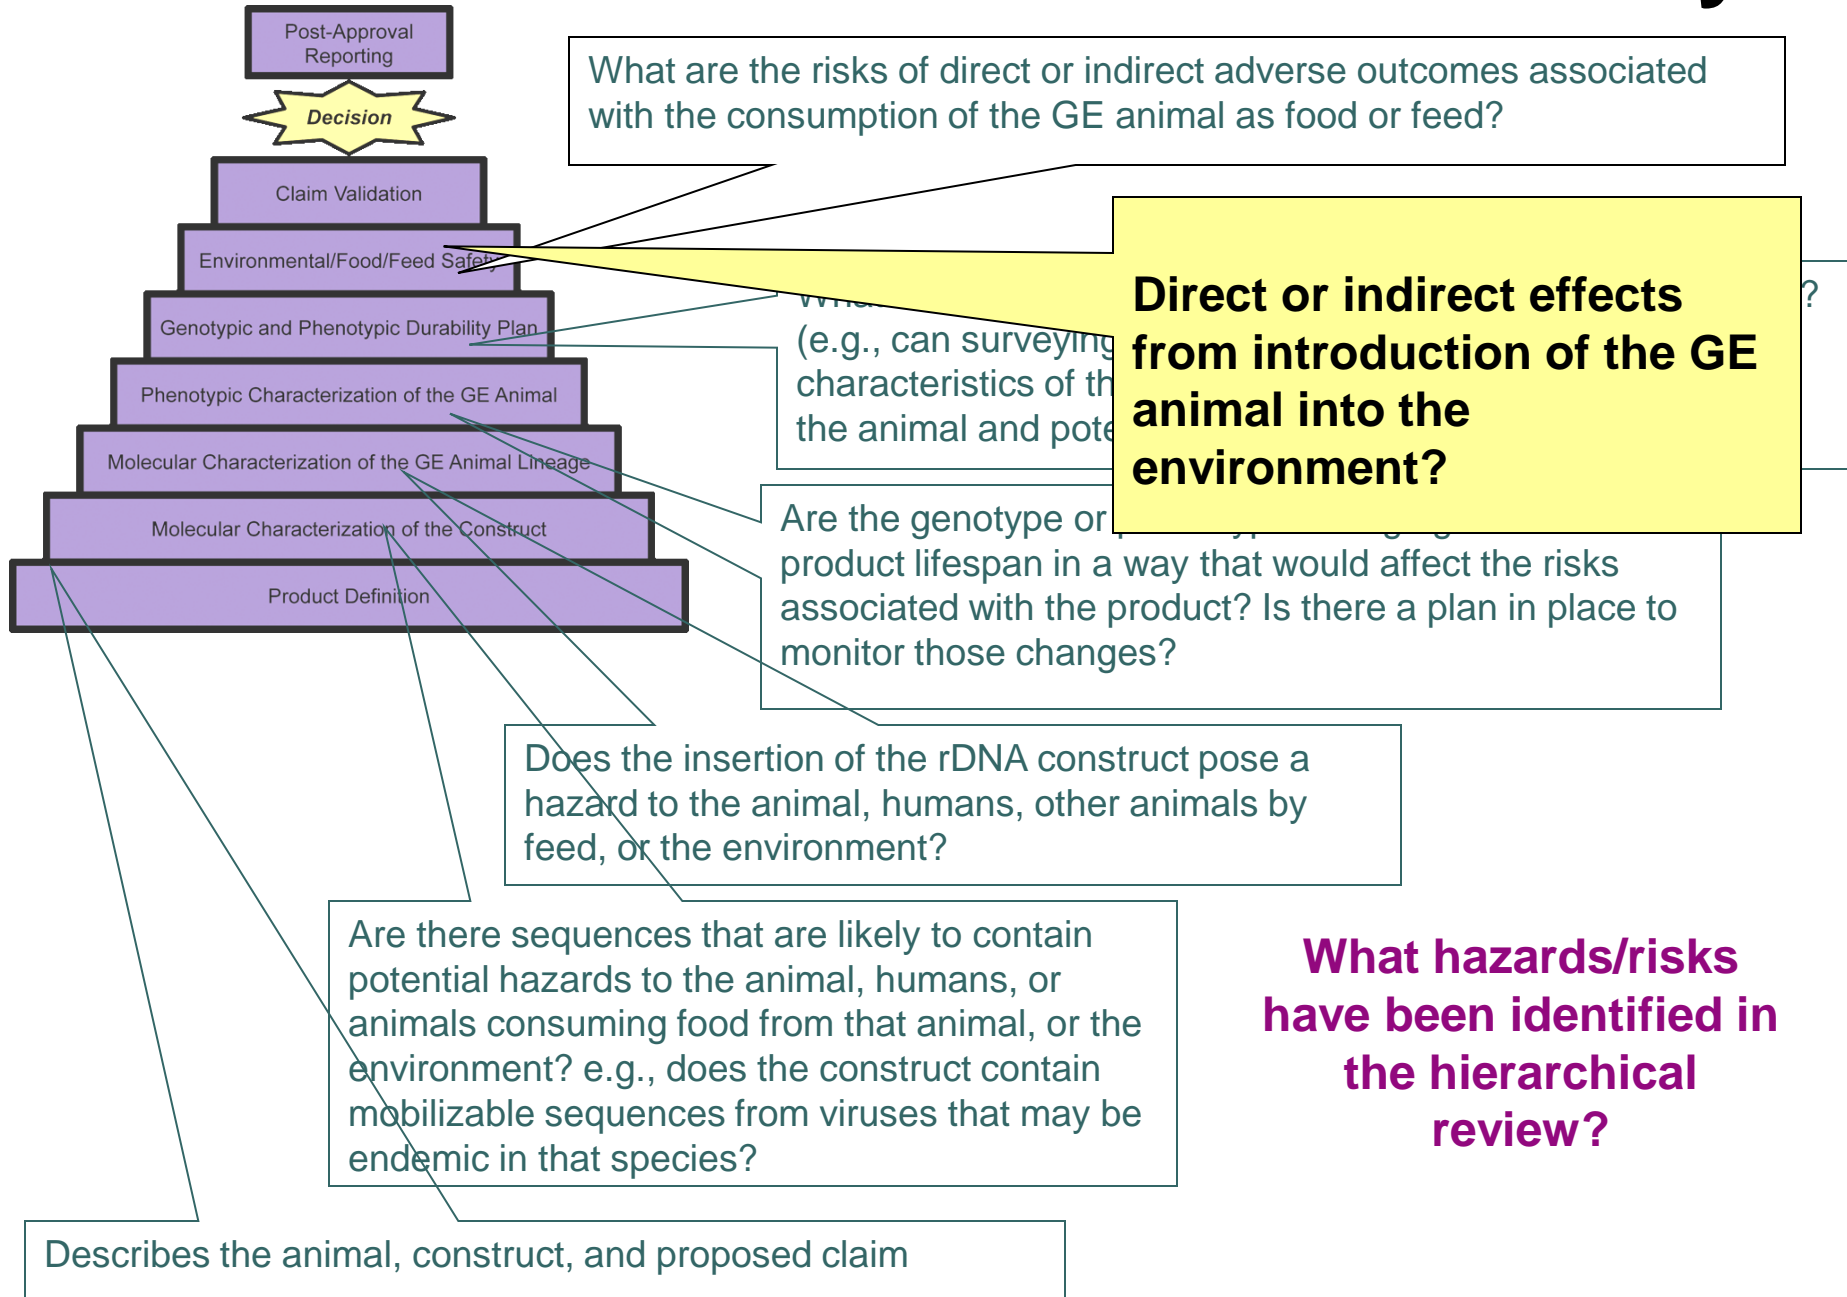 Post-Approval
Reporting
Decision
Claim Validation
Environmental/Food/Feed Safety
Genotypic and Phenotypic Durability Plan
Phenotypic Characterization of the GE Animal
Molecular Characterization of the GE Animal Lineage
Molecular Characterization of the Construct
Product Definition
What are the risks of direct or indirect adverse outcomes associated
with the consumption of the GE animal as food or feed?
Direct or indirect effects
from introduction of the GE
animal into the
environment?
?
(e.g., can surveying
characteristics of
the animal and
Are the genotype or
product lifespan in a way that would affect the risks
associated with the product? Is there a plan in place to
monitor those changes?
Does the insertion of the rDNA construct pose a
hazard to the animal, humans, other animals by
feed, or the environment?
Are there sequences that are likely to contain
potential hazards to the animal, humans, or
animals consuming food from that animal, or the
environment? e.g., does the construct contain
mobilizable sequences from viruses that may be
endemic in that species?
What hazards/risks
have been identified in
the hierarchical
review?
Describes the animal, construct, and proposed claim